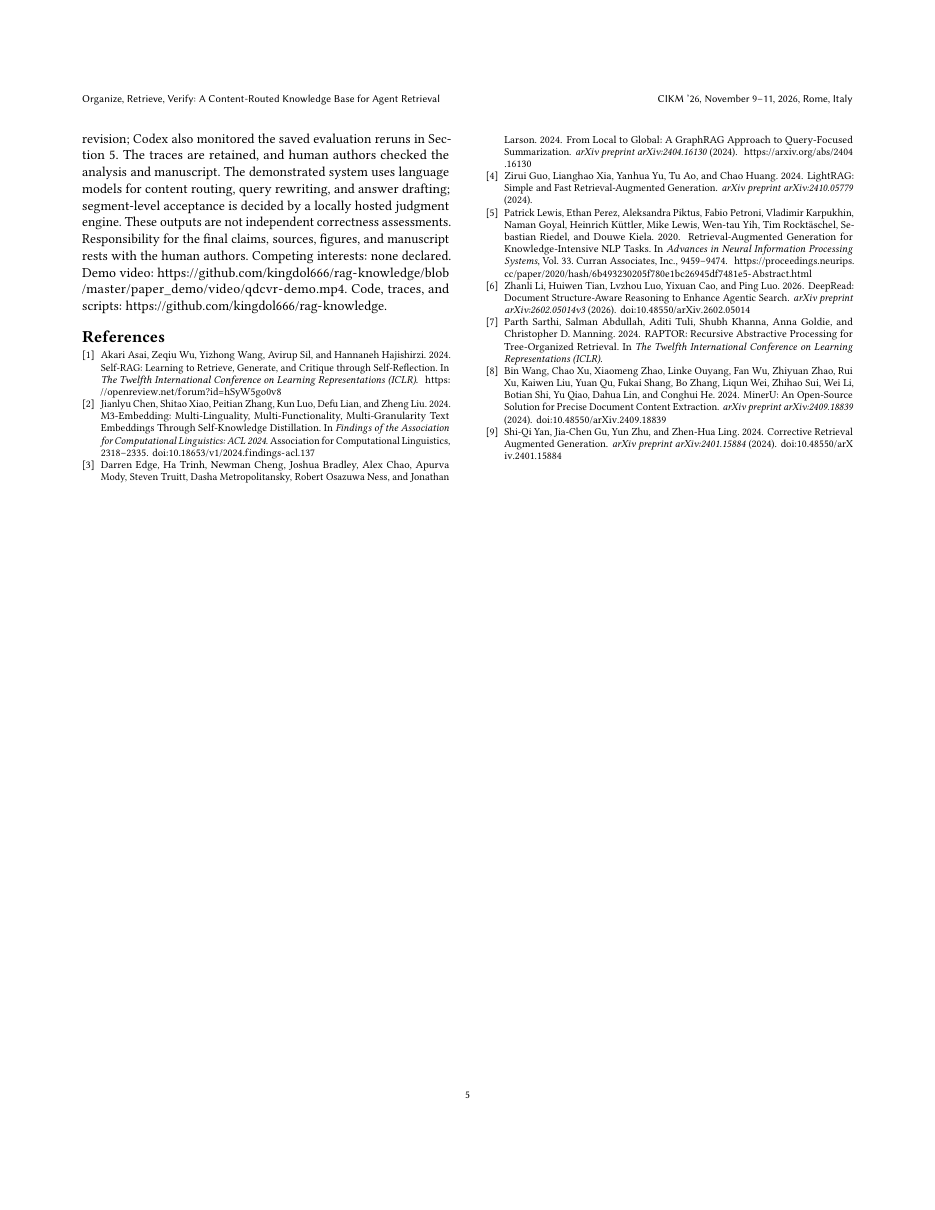 Organize, Retrieve, Verify: A Content-Routed Knowledge Base for Agent Retrieval
CIKM '26, November 9–11, 2026, Rome, Italy
revision; Codex also monitored the saved evaluation reruns in Sec-
tion 5. The traces are retained, and human authors checked the
analysis and manuscript. The demonstrated system uses language
models for content routing, query rewriting, and answer drafting;
segment-level acceptance is decided by a locally hosted judgment
engine. These outputs are not independent correctness assessments.
Responsibility for the final claims, sources, figures, and manuscript
rests with the human authors. Competing interests: none declared.
Demo video: https://github.com/kingdol666/rag-knowledge/blob
/master/paper_demo/video/qdcvr-demo.mp4. Code, traces, and
scripts: https://github.com/kingdol666/rag-knowledge.
References
[1] Akari Asai, Zeqiu Wu, Yizhong Wang, Avirup Sil, and Hannaneh Hajishirzi. 2024.
Self-RAG: Learning to Retrieve, Generate, and Critique through Self-Reflection. In
The Twelfth International Conference on Learning Representations (ICLR). https:
//openreview.net/forum?id=hSyW5go0v8
[2] Jianlyu Chen, Shitao Xiao, Peitian Zhang, Kun Luo, Defu Lian, and Zheng Liu. 2024.
M3-Embedding: Multi-Linguality, Multi-Functionality, Multi-Granularity Text
Embeddings Through Self-Knowledge Distillation. In Findings of the Association
for Computational Linguistics: ACL 2024. Association for Computational Linguistics,
2318–2335. doi:10.18653/v1/2024.findings-acl.137
[3] Darren Edge, Ha Trinh, Newman Cheng, Joshua Bradley, Alex Chao, Apurva
Mody, Steven Truitt, Dasha Metropolitansky, Robert Osazuwa Ness, and Jonathan
Larson. 2024. From Local to Global: A GraphRAG Approach to Query-Focused
Summarization. arXiv preprint arXiv:2404.16130 (2024). https://arxiv.org/abs/2404
.16130
[4] Zirui Guo, Lianghao Xia, Yanhua Yu, Tu Ao, and Chao Huang. 2024. LightRAG:
Simple and Fast Retrieval-Augmented Generation. arXiv preprint arXiv:2410.05779
(2024).
[5] Patrick Lewis, Ethan Perez, Aleksandra Piktus, Fabio Petroni, Vladimir Karpukhin,
Naman Goyal, Heinrich Küttler, Mike Lewis, Wen-tau Yih, Tim Rocktäschel, Se-
bastian Riedel, and Douwe Kiela. 2020. Retrieval-Augmented Generation for
Knowledge-Intensive NLP Tasks. In Advances in Neural Information Processing
Systems, Vol. 33. Curran Associates, Inc., 9459–9474. https://proceedings.neurips.
cc/paper/2020/hash/6b493230205f780e1bc26945df7481e5-Abstract.html
[6] Zhanli Li, Huiwen Tian, Lvzhou Luo, Yixuan Cao, and Ping Luo. 2026. DeepRead:
Document Structure-Aware Reasoning to Enhance Agentic Search. arXiv preprint
arXiv:2602.05014v3 (2026). doi:10.48550/arXiv.2602.05014
[7] Parth Sarthi, Salman Abdullah, Aditi Tuli, Shubh Khanna, Anna Goldie, and
Christopher D. Manning. 2024. RAPTOR: Recursive Abstractive Processing for
Tree-Organized Retrieval. In The Twelfth International Conference on Learning
Representations (ICLR).
[8] Bin Wang, Chao Xu, Xiaomeng Zhao, Linke Ouyang, Fan Wu, Zhiyuan Zhao, Rui
Xu, Kaiwen Liu, Yuan Qu, Fukai Shang, Bo Zhang, Liqun Wei, Zhihao Sui, Wei Li,
Botian Shi, Yu Qiao, Dahua Lin, and Conghui He. 2024. MinerU: An Open-Source
Solution for Precise Document Content Extraction. arXiv preprint arXiv:2409.18839
(2024). doi:10.48550/arXiv.2409.18839
[9] Shi-Qi Yan, Jia-Chen Gu, Yun Zhu, and Zhen-Hua Ling. 2024. Corrective Retrieval
Augmented Generation. arXiv preprint arXiv:2401.15884 (2024). doi:10.48550/arX
iv.2401.15884
5